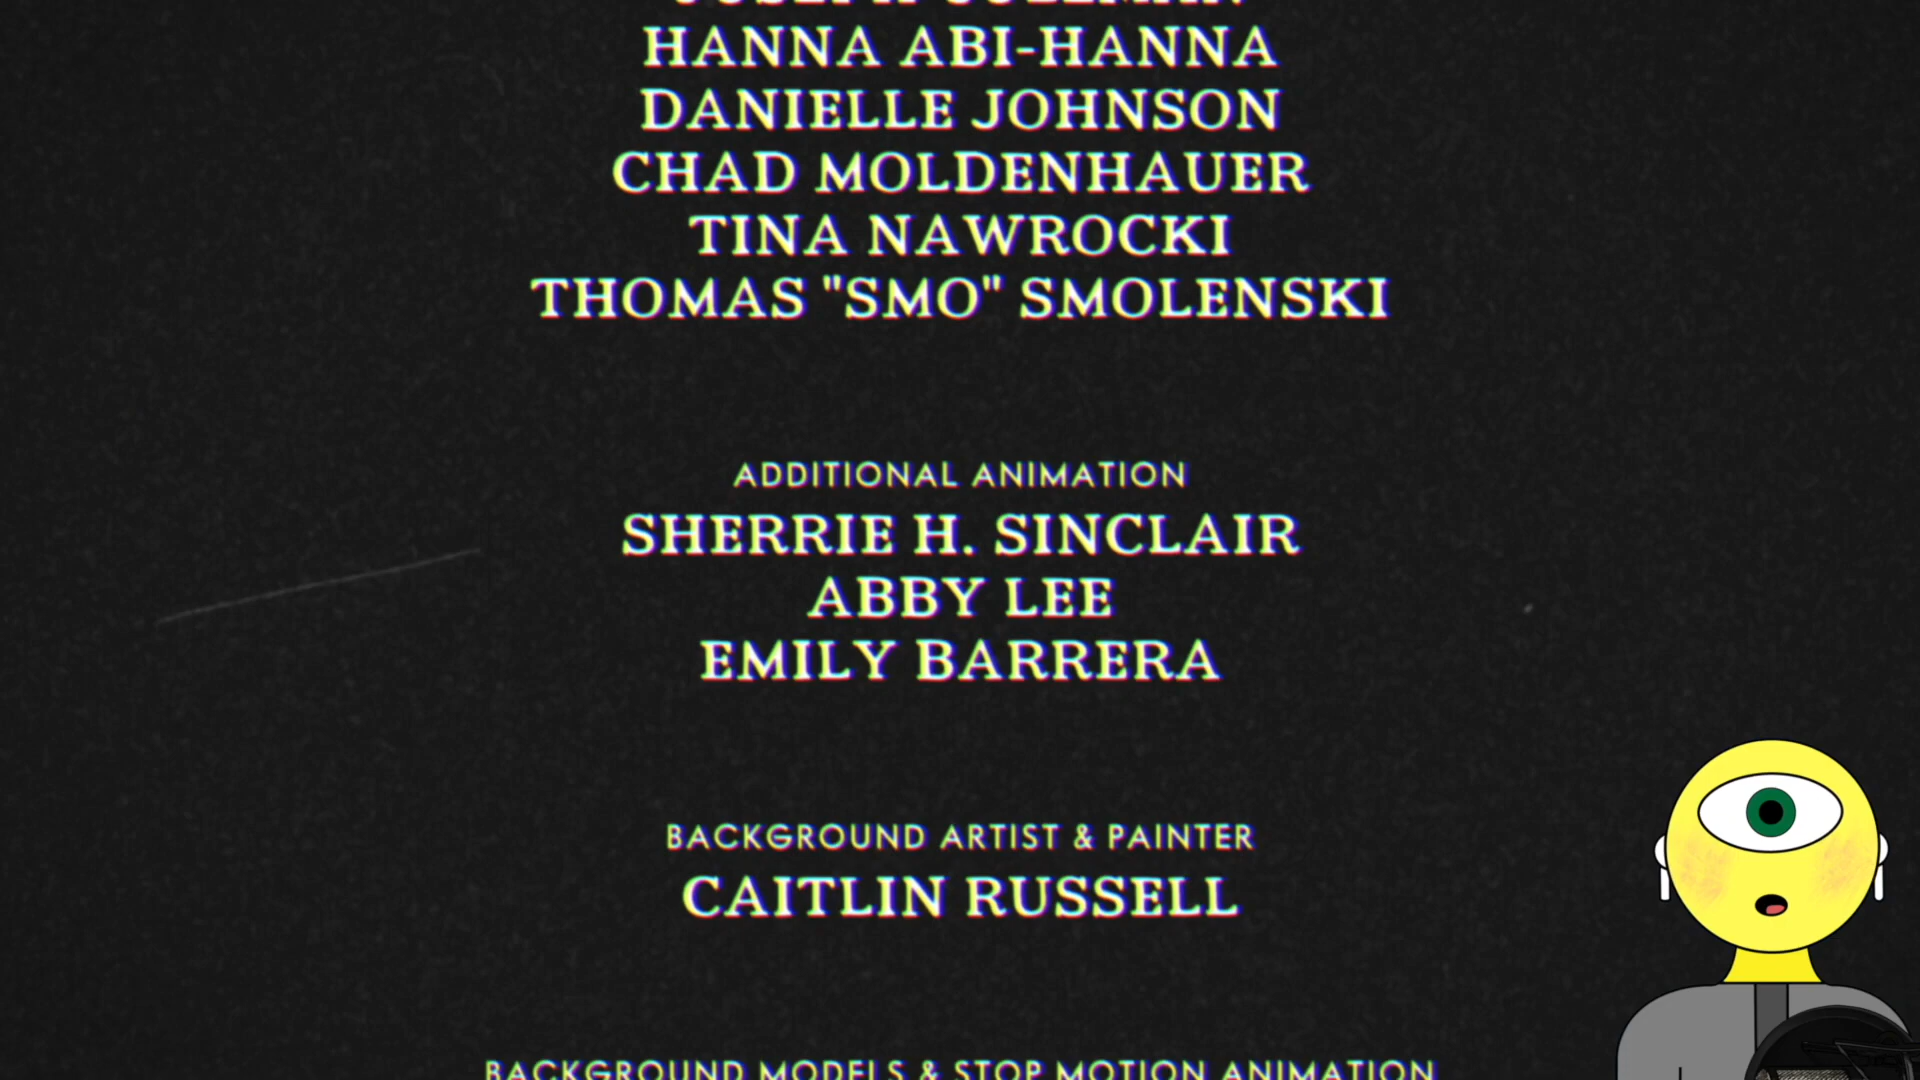 HANNA ABI-HANNA
DANIELLE JOHNSON
CHAD MOLDENHAUER
TINA NAWROCKI
THOMAS "SMO" SMOLENSKI
ADDITIONAL ANIMATION
SHERRIE H. SINCLAIR
ABBY LEE
EMILY BARRERA
BACKGROUND ARTIST & PAINTER
CAITLIN RUSSELL
BACKGROUND MODELS & STOP MOTION ANIMATION